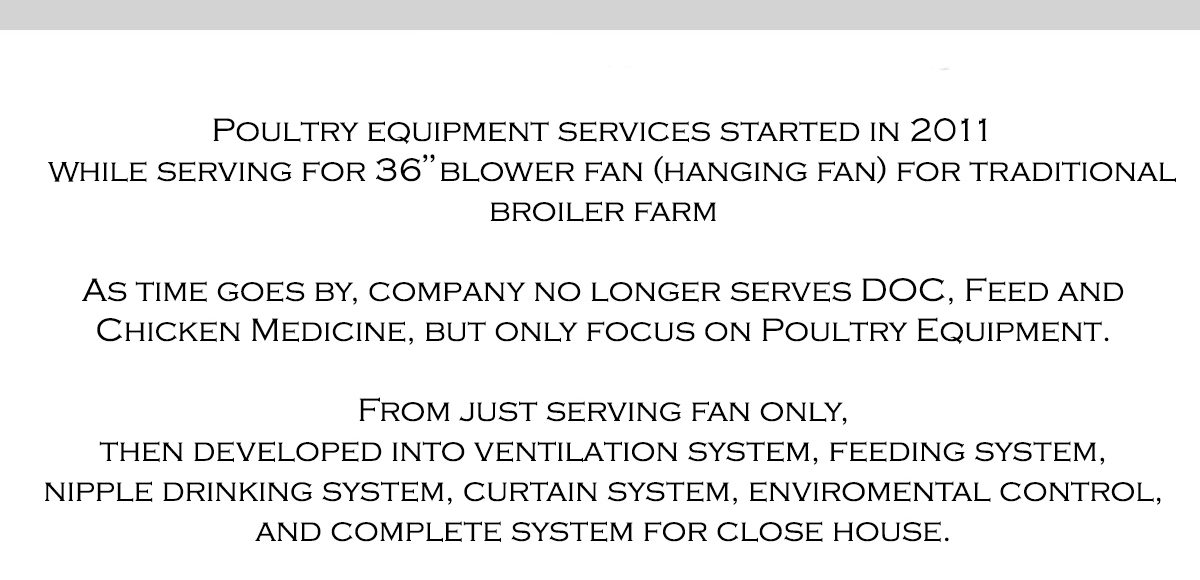 Poultry equipment services started in 2011
while serving for 36” blower fan (hanging fan) for traditional
broiler farm
As time goes by, company no longer serves DOC, Feed and
Chicken Medicine, but only focus on Poultry Equipment.
From just serving fan only,
then developed into ventilation system, feeding system,
nipple drinking system, curtain system, enviromental control,
and complete system for close house.